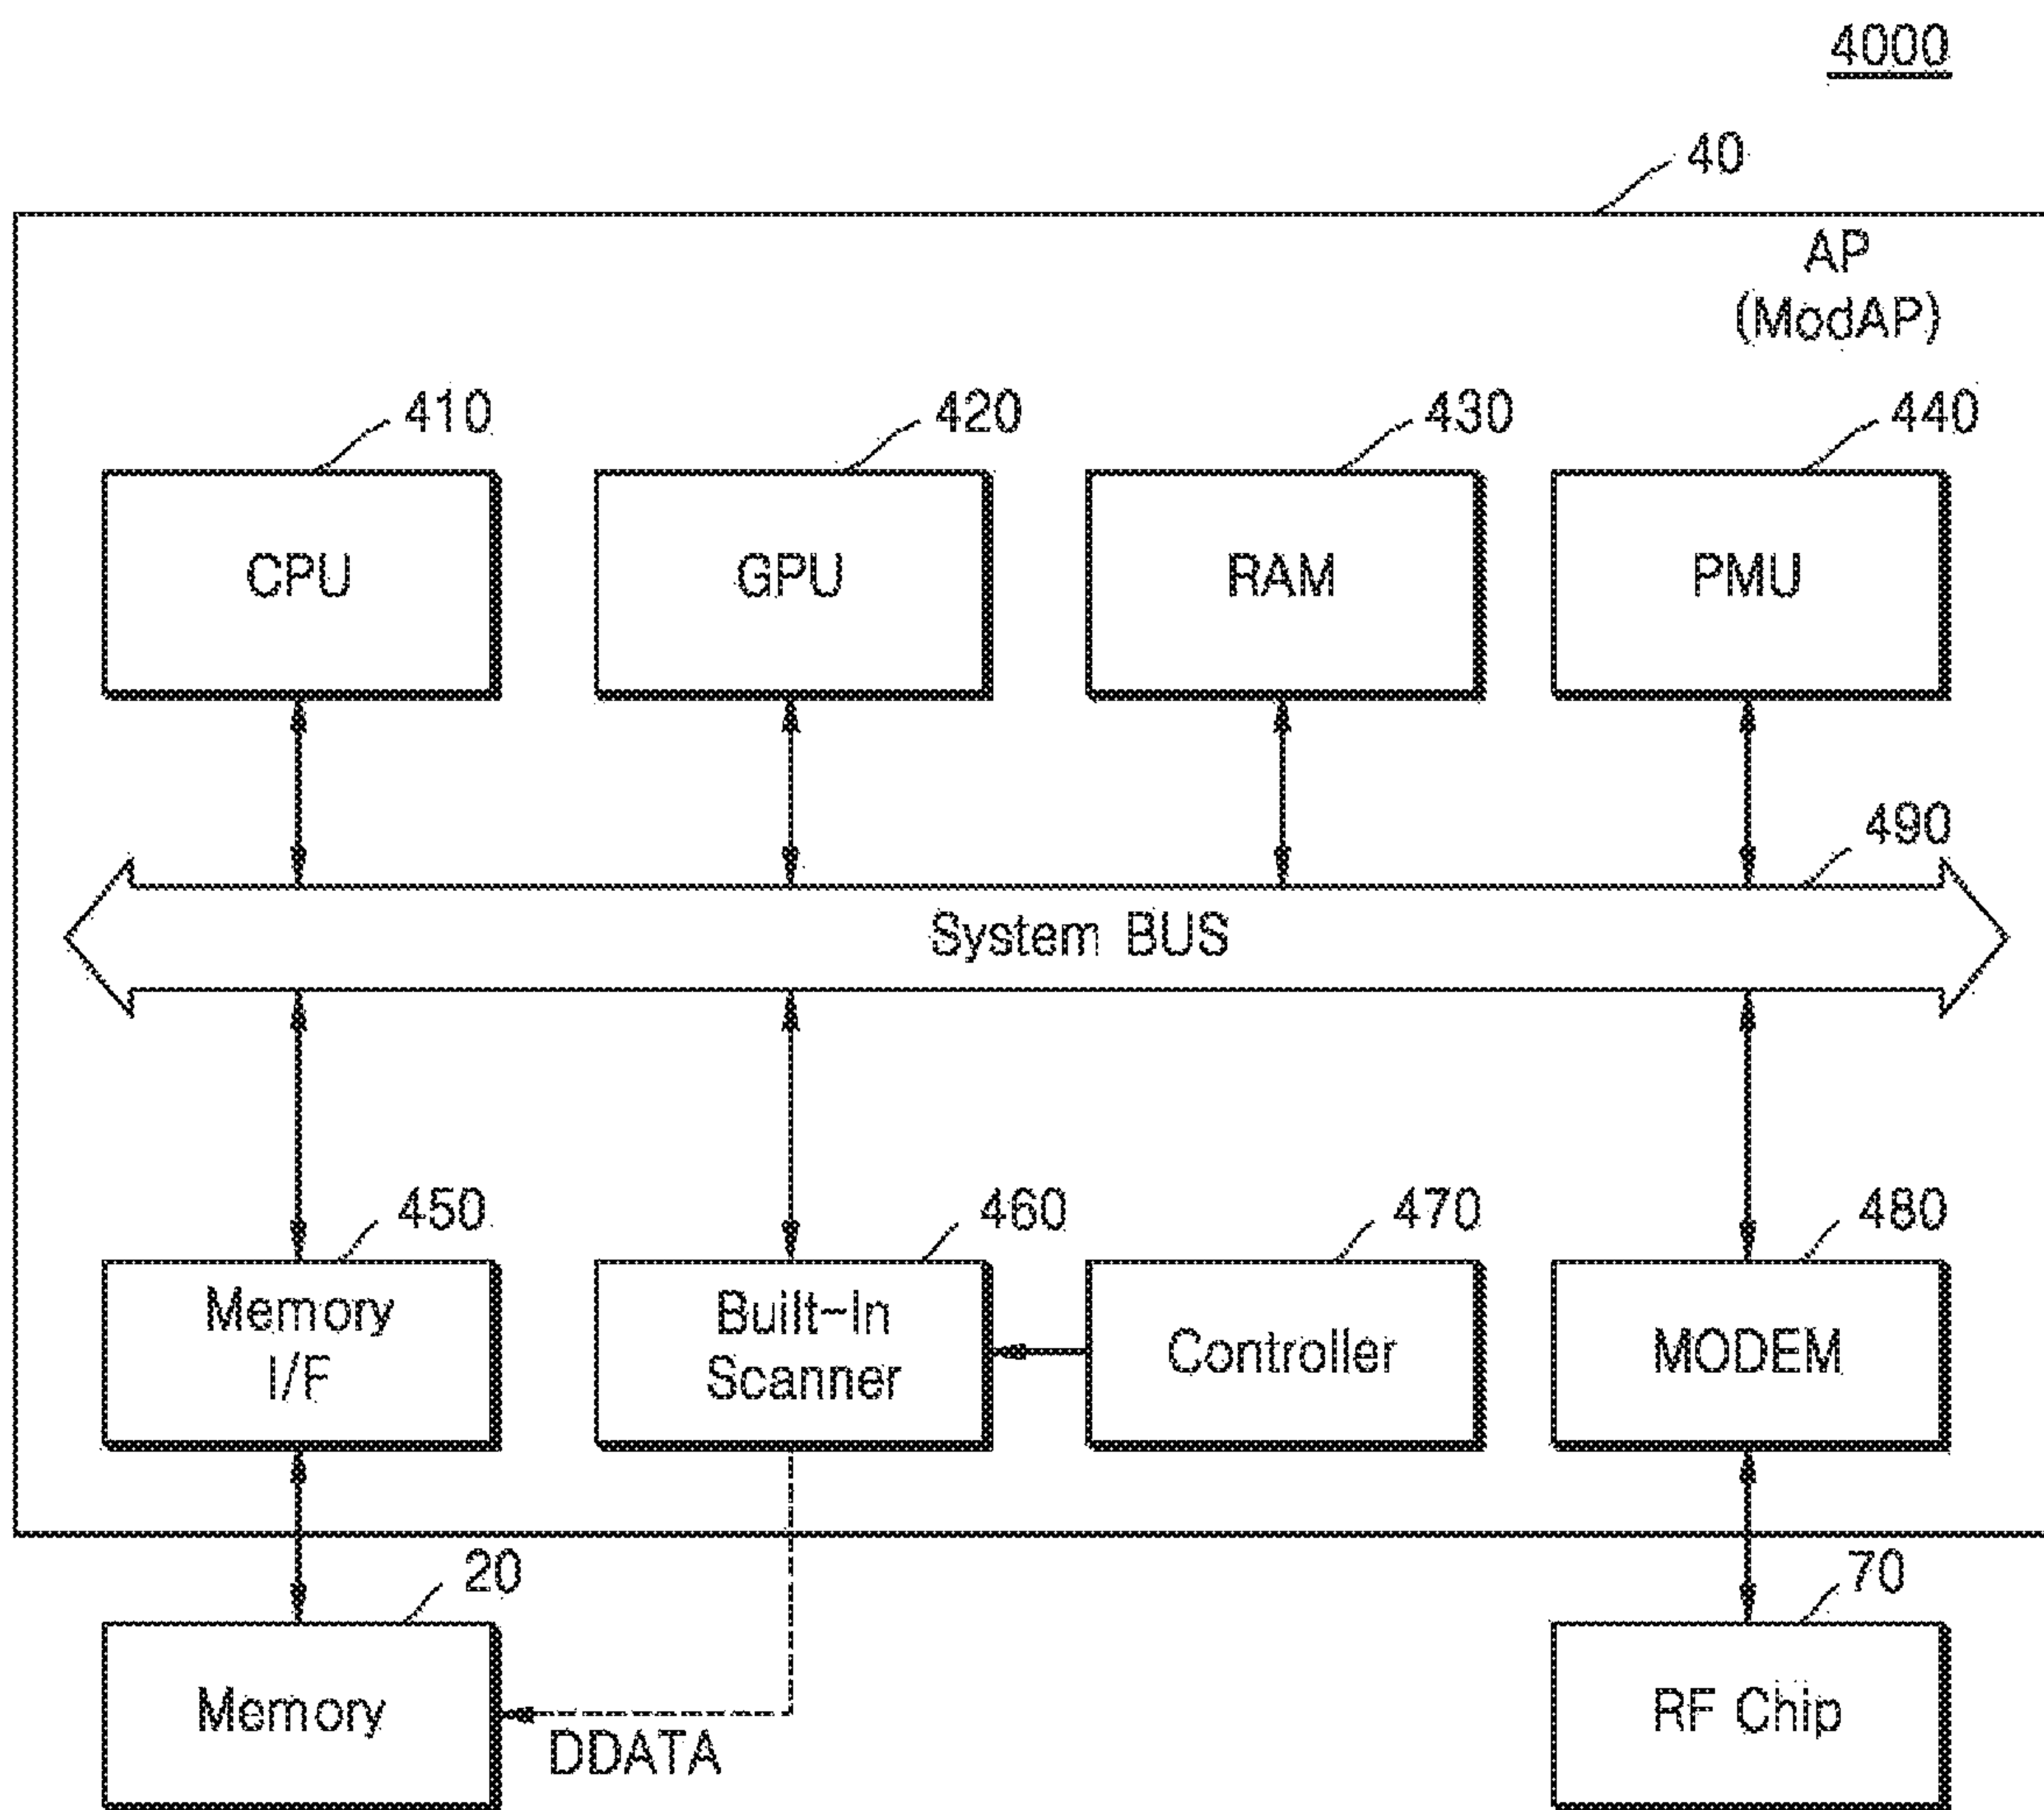 4000
40
AP
(ModAP)
410
420
430
440
CPU
GPU
RAM
PMU
490
System BUS
450
460
470
480
Memory
I/F
Built-In
Scanner
Controller
MODEM
20
70
Memory
DDATA
RF Chip